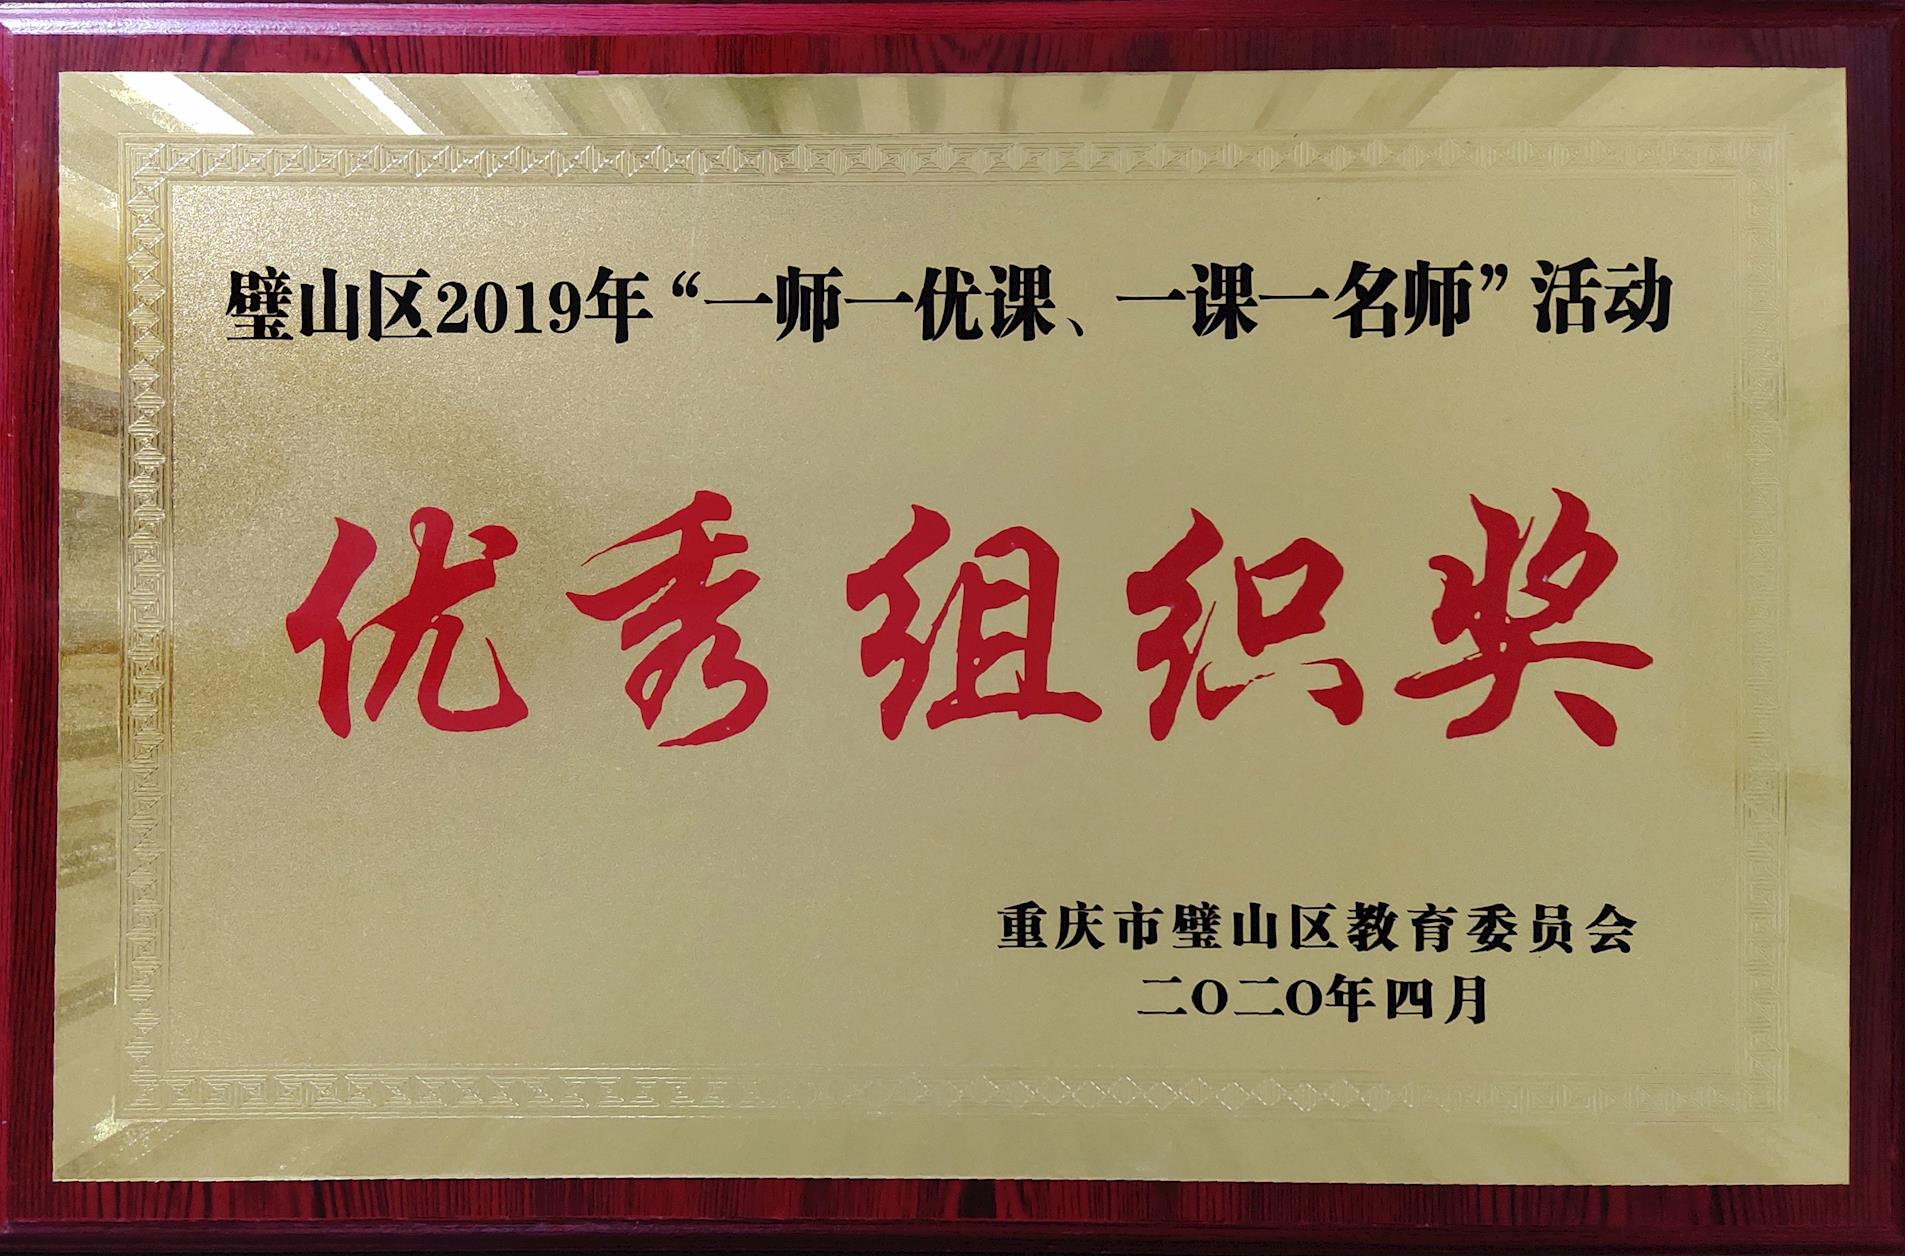 璧山区2019年“一师一优课、一课一名师”活动
优秀组织奖
重庆市璧山区教育委员会
二〇二〇年四月